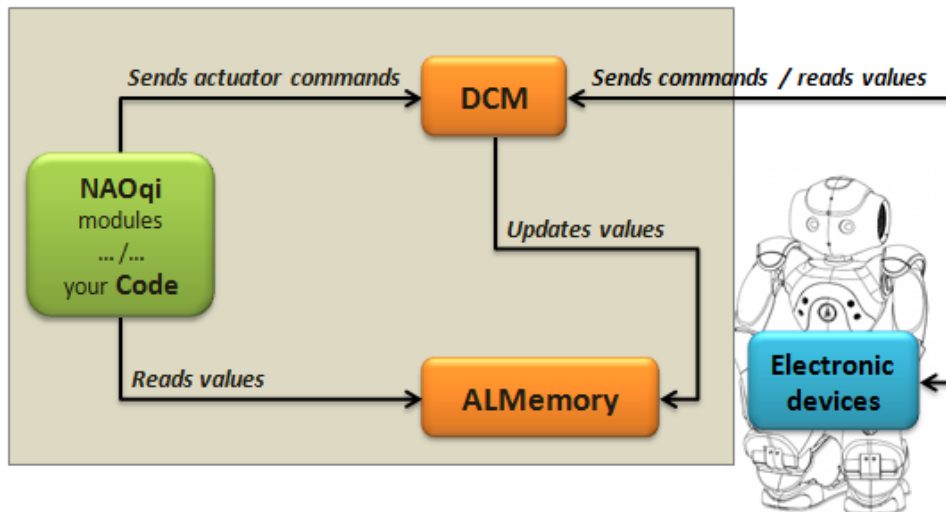 Sends actuator commands
DCM
Sends commands / reads values
NAOqi
modules
... /...
your Code
Updates values
Reads values
ALMemory
Electronic
devices